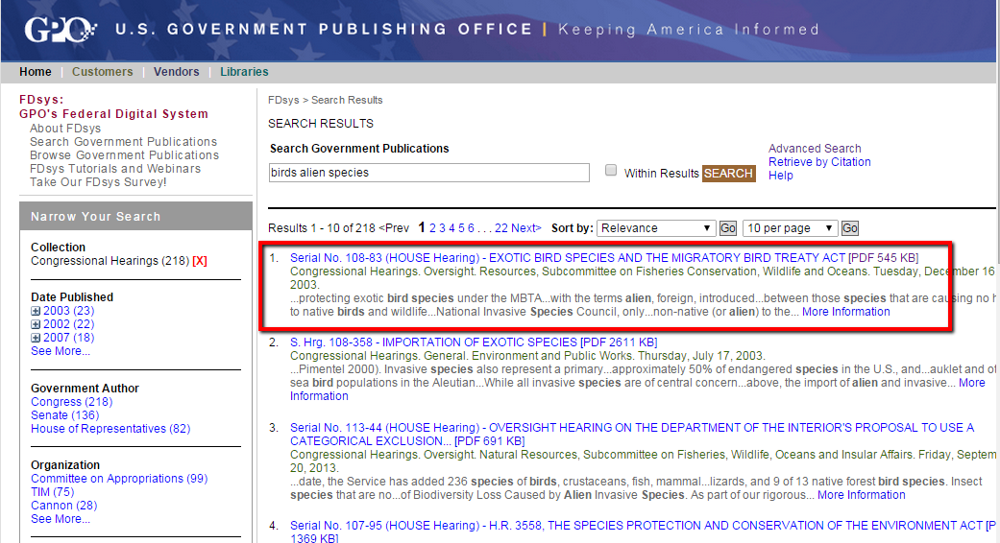 GPO U.S. GOVERNMENT PUBLISHING OFFICE | Keeping America Informed
Home | Customers | Vendors | Libraries
FDsys:
GPO's Federal Digital System
About FDsys
Search Government Publications
Browse Government Publications
FDsys Tutorials and Webinars
Take Our FDsys Survey!
Narrow Your Search
Collection
Congressional Hearings (218) [X]
Date Published
2003 (23)
2002 (22)
2007 (18)
See More...
Government Author
Congress (218)
Senate (136)
House of Representatives (82)
Organization
Committee on Appropriations (99)
TIM (75)
Cannon (28)
See More...
FDsys > Search Results
SEARCH RESULTS
Search Government Publications
birds alien species
Within Results SEARCH
Advanced Search
Retrieve by Citation
Help
Results 1 - 10 of 218 <Prev 1 2 3 4 5 6 . . . 22 Next> Sort by: Relevance Go 10 per page Go
1. Serial No. 108-83 (HOUSE Hearing) - EXOTIC BIRD SPECIES AND THE MIGRATORY BIRD TREATY ACT [PDF 545 KB]
Congressional Hearings. Oversight. Resources, Subcommittee on Fisheries Conservation, Wildlife and Oceans. Tuesday, December 16
2003.
...protecting exotic bird species under the MBTA...with the terms alien, foreign, introduced...between those species that are causing no
to native birds and wildlife...National Invasive Species Council, only...non-native (or alien) to the... More Information
2. S. Hrg. 108-358 - IMPORTATION OF EXOTIC SPECIES [PDF 2611 KB]
Congressional Hearings. General. Environment and Public Works. Thursday, July 17, 2003.
...Pimentel 2000). Invasive species also represent a primary...approximately 50% of endangered species in the U.S., and...auklet and
sea bird populations in the Aleutian...While all invasive species are of central concern...above, the import of alien and invasive... More
Information
3. Serial No. 113-44 (HOUSE Hearing) - OVERSIGHT HEARING ON THE DEPARTMENT OF THE INTERIOR'S PROPOSAL TO USE A
CATEGORICAL EXCLUSION... [PDF 691 KB]
Congressional Hearings. Oversight. Natural Resources, Subcommittee on Fisheries, Wildlife, Oceans and Insular Affairs. Friday, Septem
20, 2013.
...date, the Service has added 236 species of birds, crustaceans, fish, mammal...lizards, and 9 of 13 native forest bird species. Insect
species that are no...of Biodiversity Loss Caused by Alien Invasive Species. As part of our rigorous... More Information
4. Serial No. 107-95 (HOUSE Hearing) - H.R. 3558, THE SPECIES PROTECTION AND CONSERVATION OF THE ENVIRONMENT ACT [P
1369 KB]